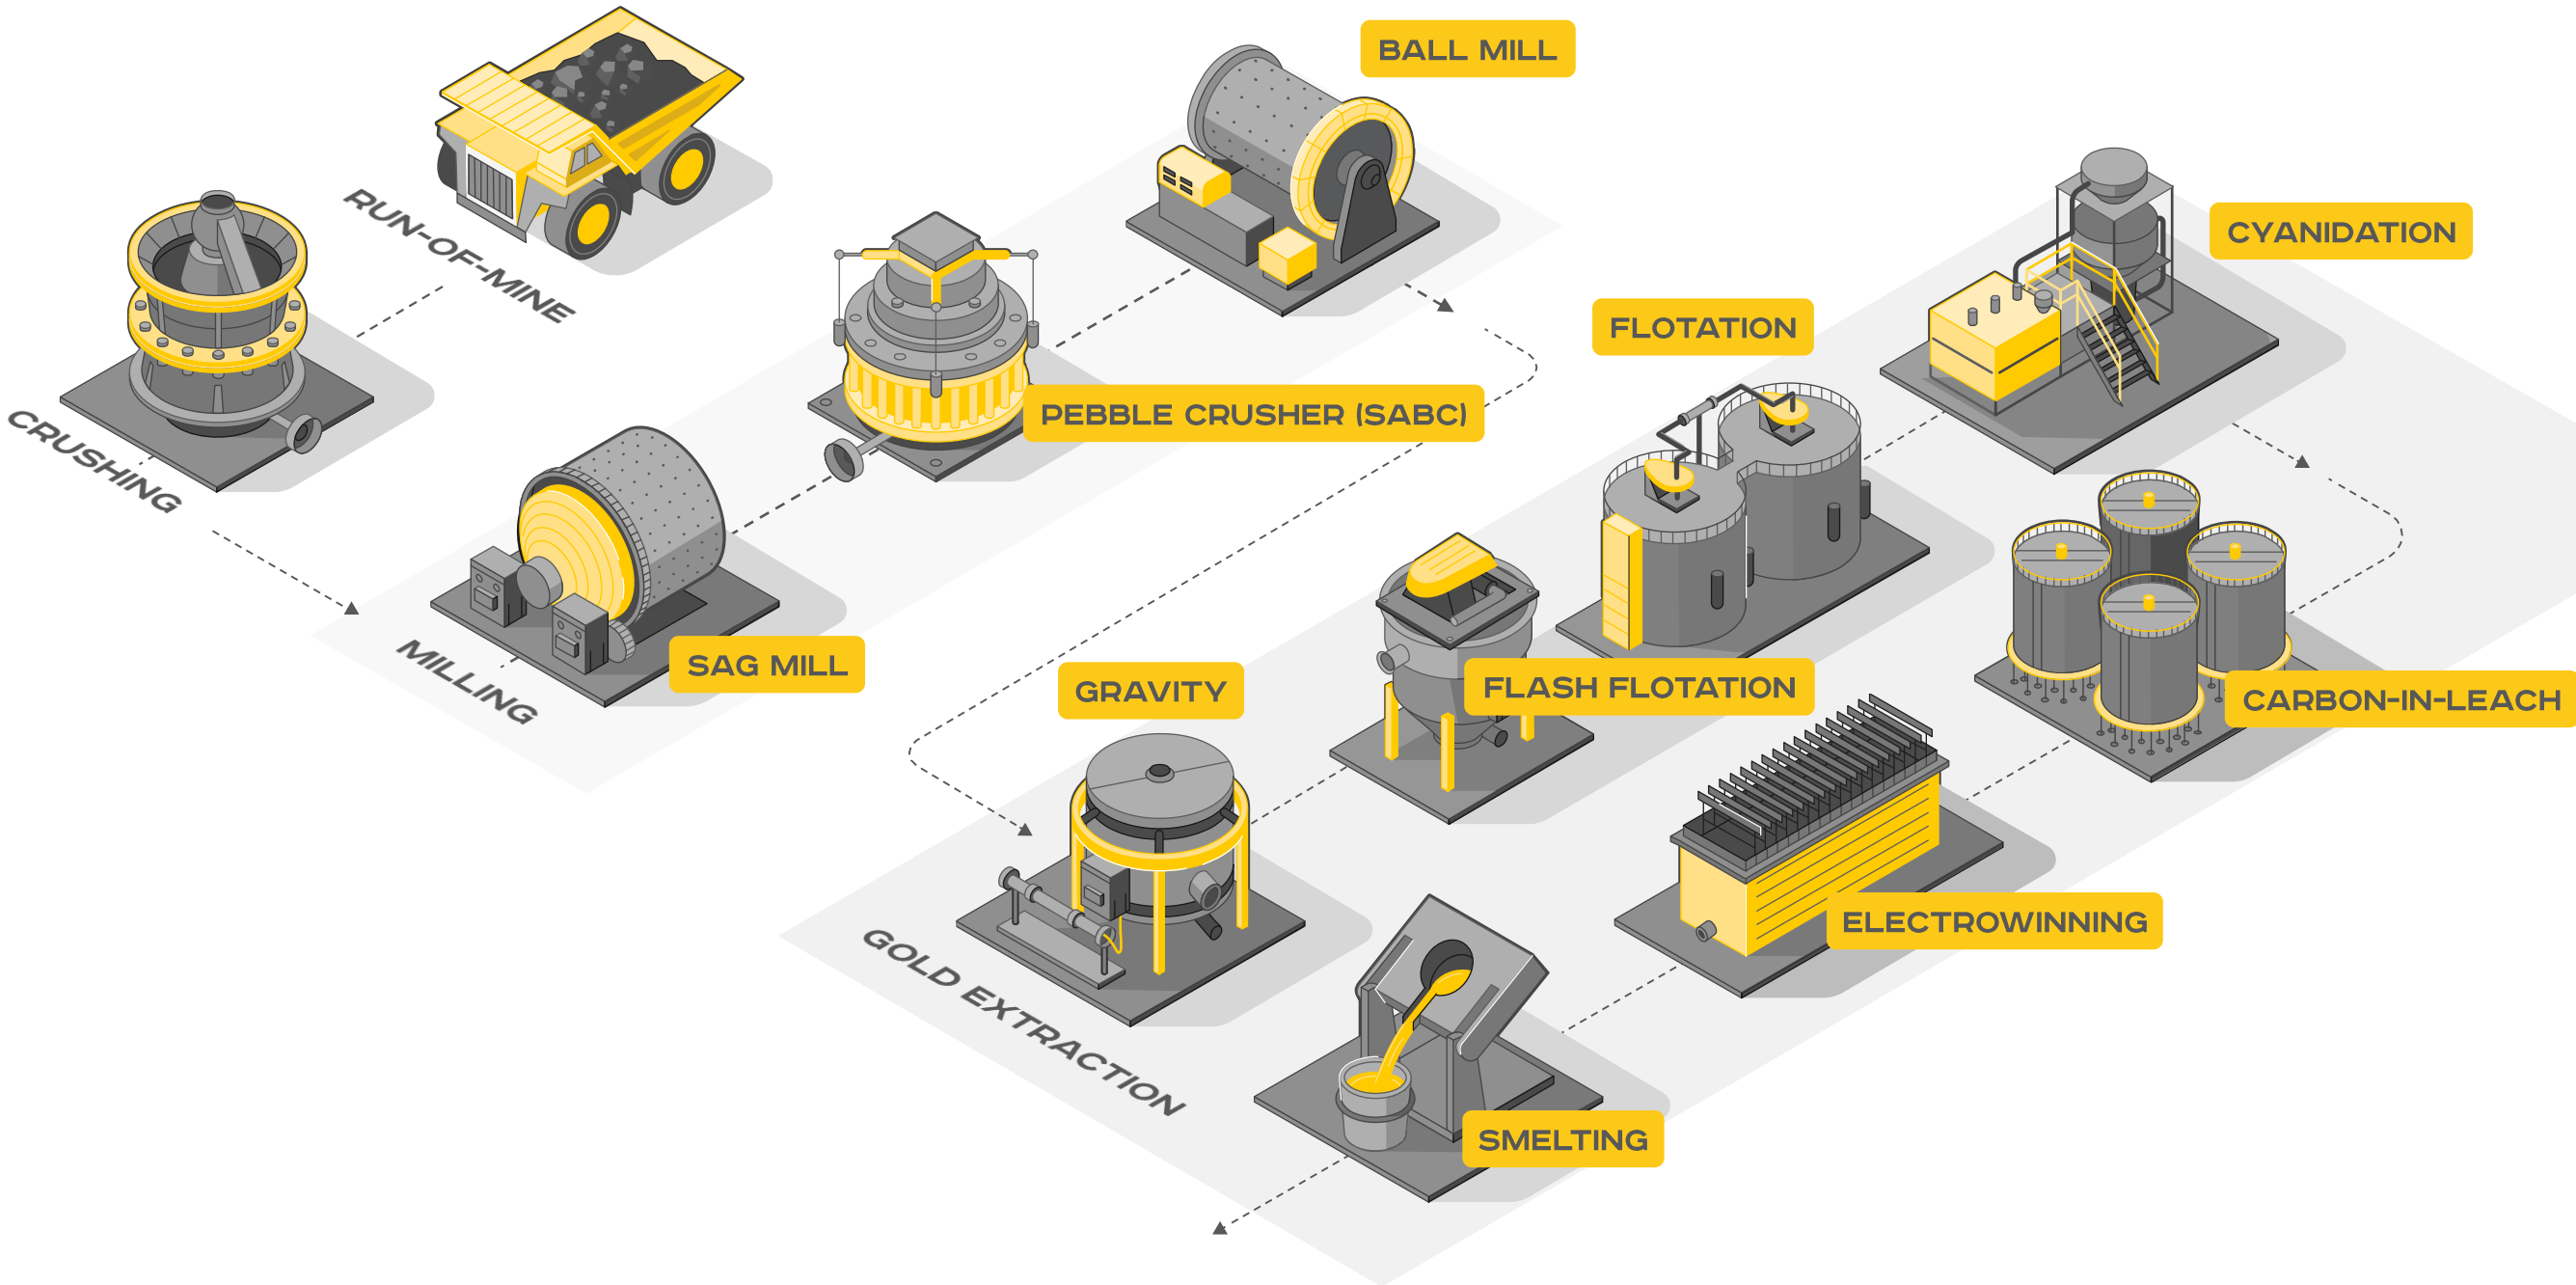 RUN-OF-MINE
CRUSHING
MILLING
SAG MILL
PEBBLE CRUSHER (SABC)
BALL MILL
GOLD EXTRACTION
GRAVITY
FLASH FLOTATION
FLOTATION
CYANIDATION
CARBON-IN-LEACH
ELECTROWINNING
SMELTING